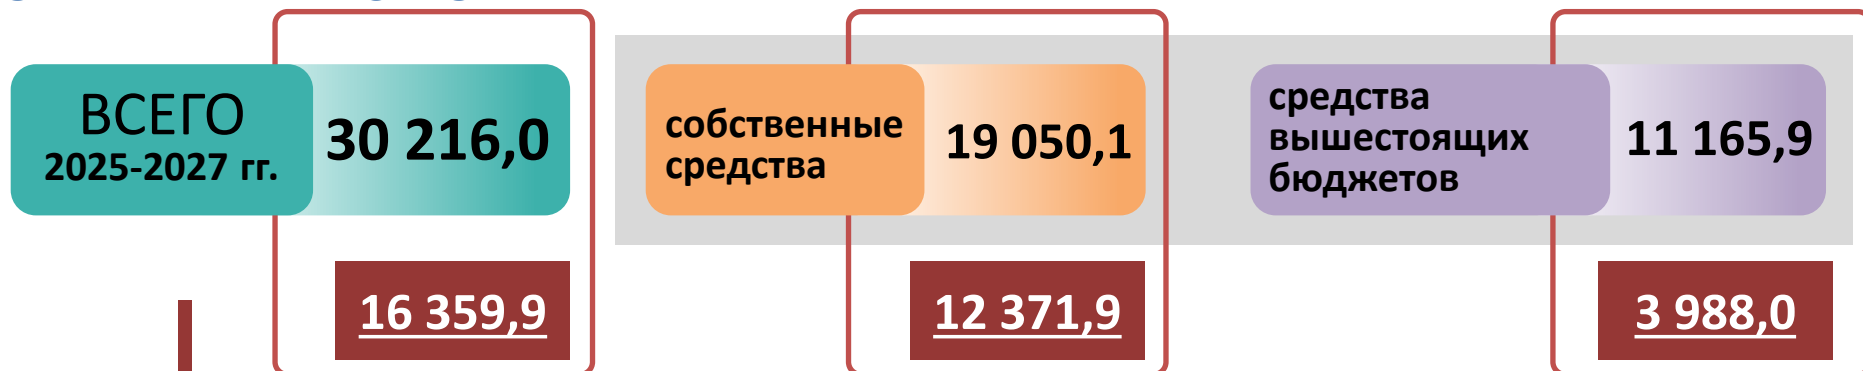 ВСЕГО
2025-2027 гг.
30 216,0
собственные
средства
19 050,1
средства
вышестоящих
бюджетов
11 165,9
16 359,9
12 371,9
3 988,0